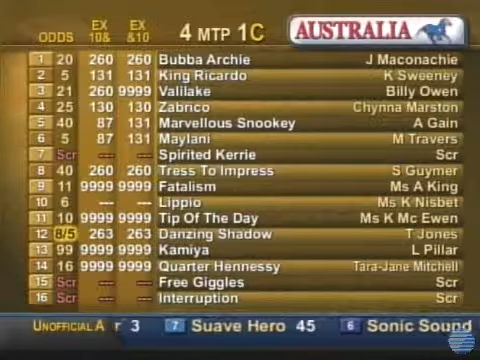 ODDS EX 10& EX &10 4 MTP 1C AUSTRALIA
1 20 260 260 Bubba Archie J Maconachie
2 5 131 131 King Ricardo K Sweeney
3 21 260 9999 Valilake Billy Owen
4 25 130 130 Zabrico Chynna Marston
5 40 87 131 Marvellous Snookey A Gain
6 5 87 131 Maylani M Travers
7 Scr --- --- Spirited Kerrie Scr
8 40 260 260 Tress To Impress S Guymer
9 11 9999 9999 Fatalism Ms A King
10 6 --- --- Lippio Ms K Nisbet
11 10 9999 9999 Tip Of The Day Ms K Mc Ewen
12 8/5 263 263 Danzing Shadow T Jones
13 99 9999 9999 Kamiya L Pillar
14 16 9999 9999 Quarter Hennessy Tara-Jane Mitchell
15 Scr --- --- Free Giggles Scr
16 Scr --- --- Interruption Scr
UNOFFICIAL A r 3 7 Suave Hero 45 6 Sonic Sound